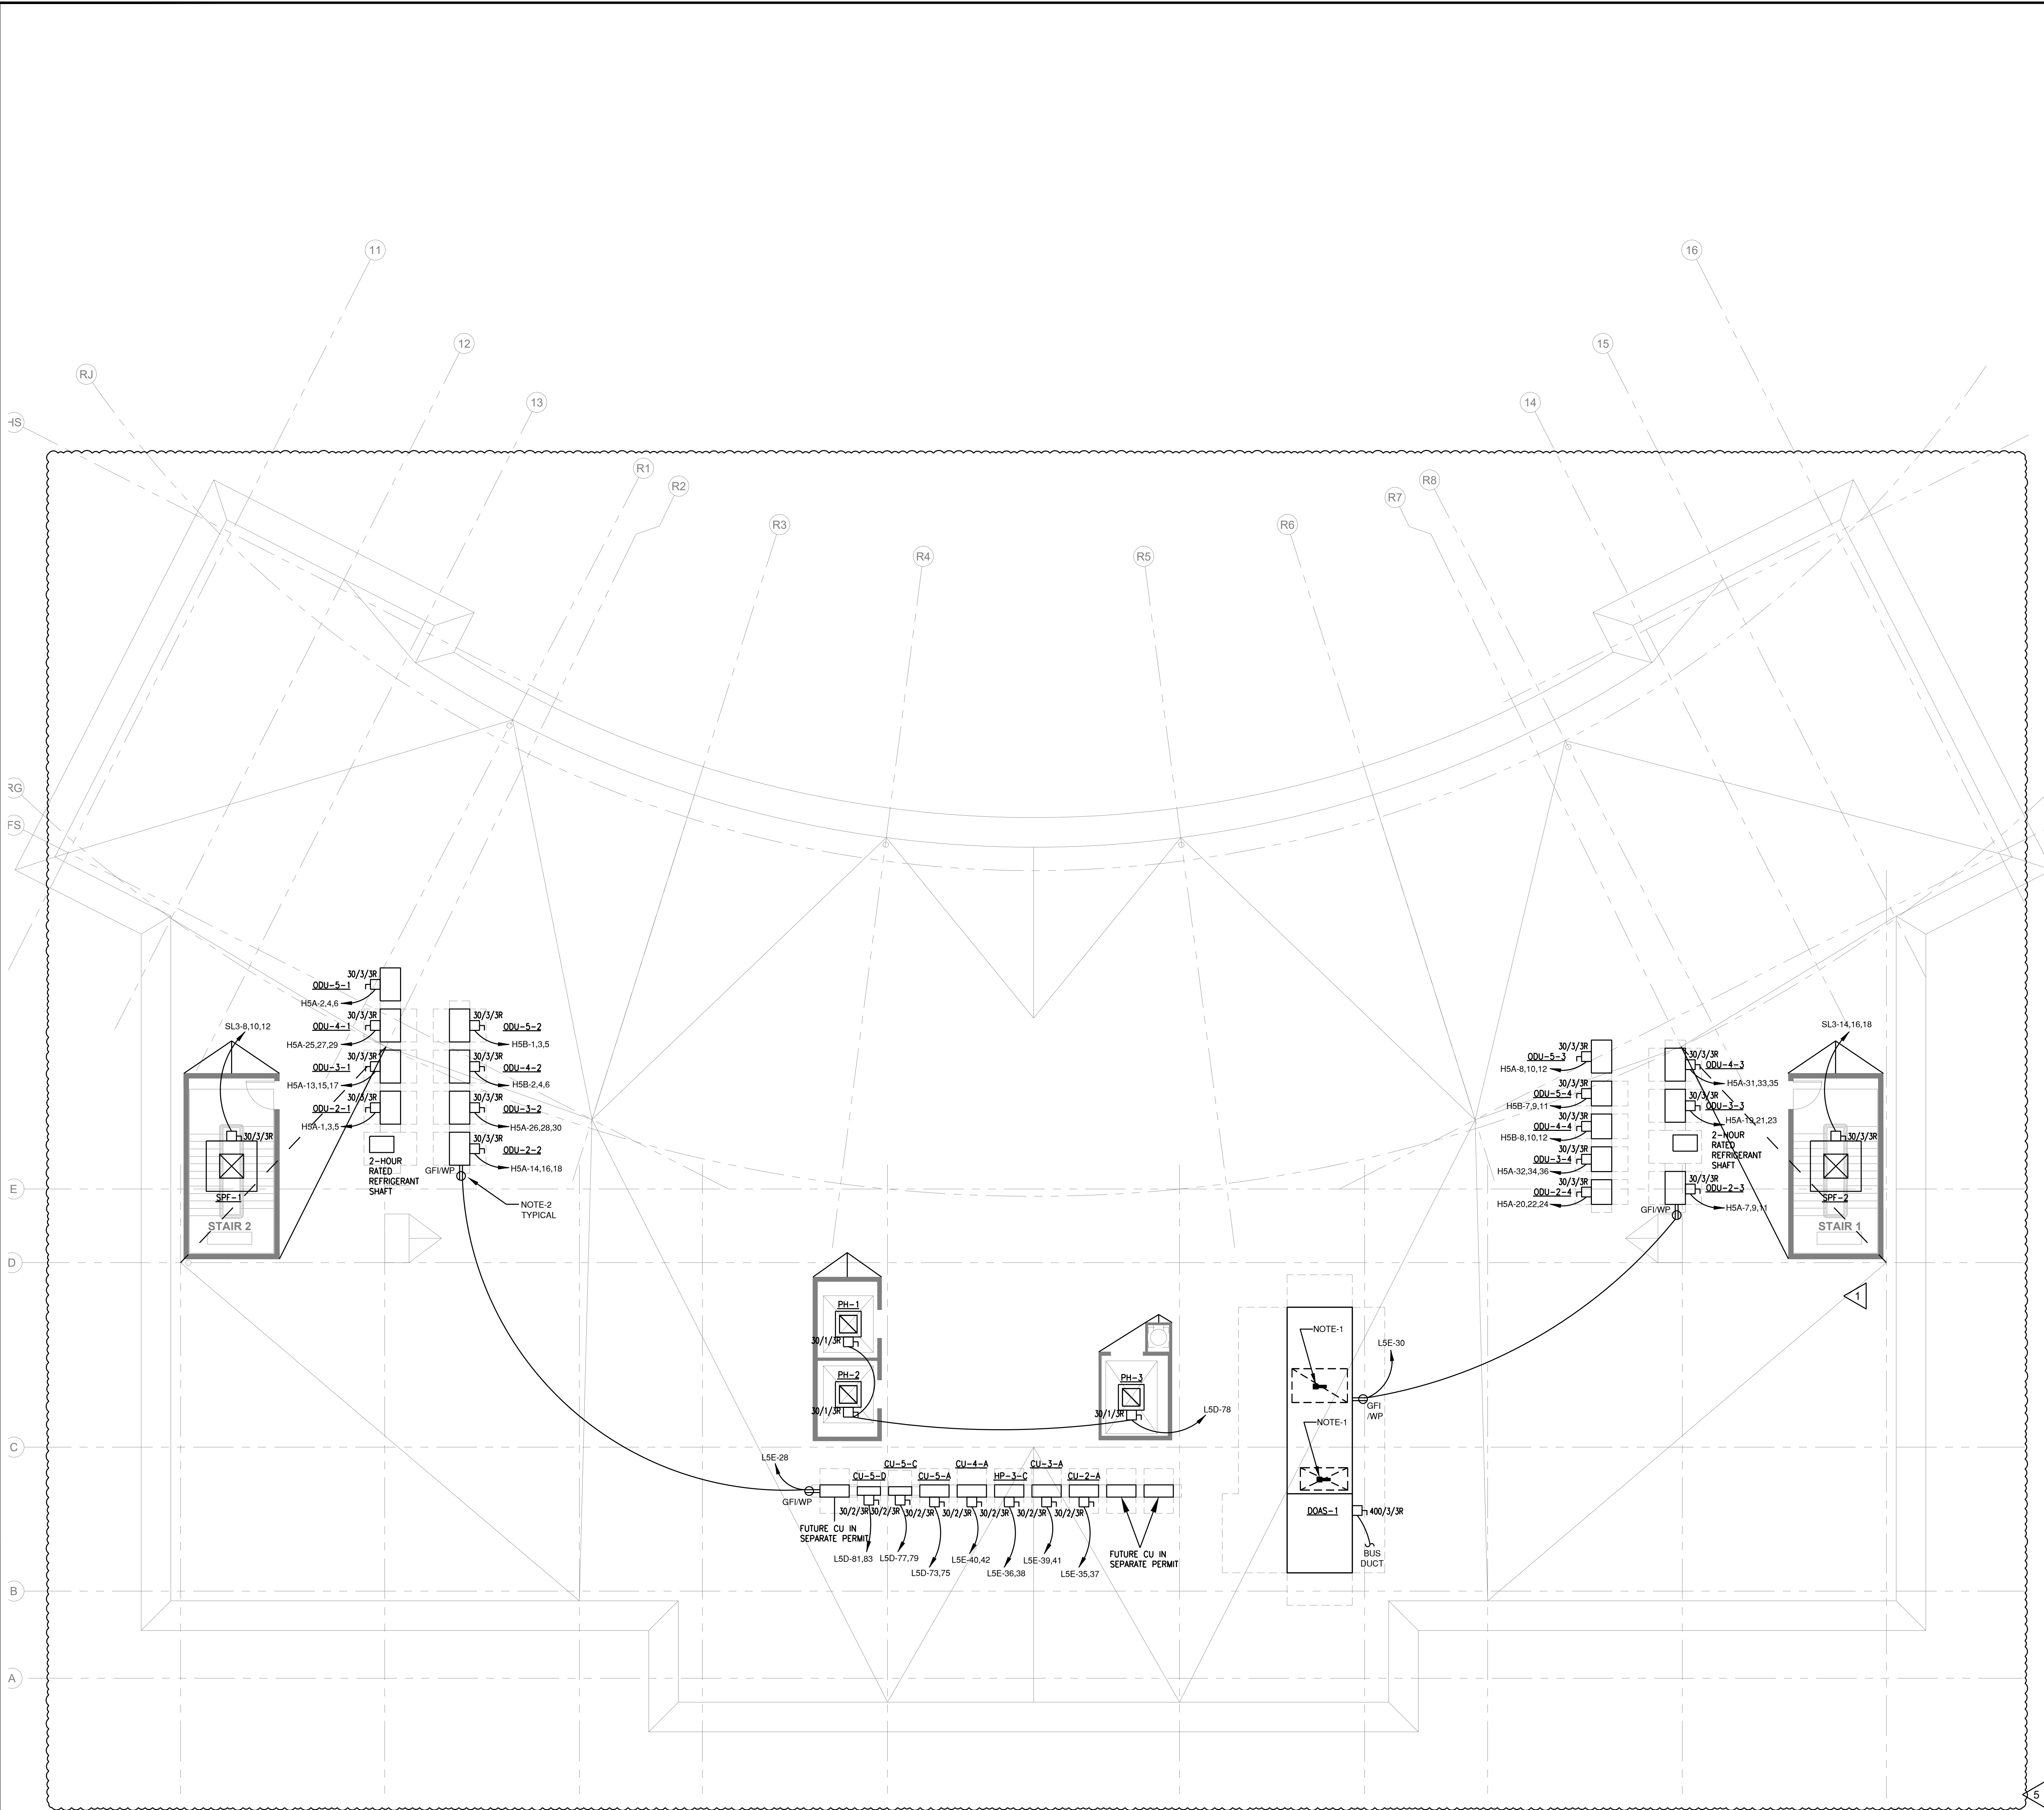 11
16
12
15
RJ
13
14
HS
R1
R2
R8
R7
R3
R6
R4
R5
RG
FS
30/3/3R
ODU-5-1
H5A-2,4,6
30/3/3R
ODU-4-1
H5A-25,27,29
30/3/3R
ODU-3-1
H5A-13,15,17
30/3/3R
ODU-2-1
H5A-1,3,5
2-HOUR
RATED
REFRIGERANT
SHAFT
30/3/3R
ODU-5-2
H5B-1,3,5
30/3/3R
ODU-4-2
H5B-2,4,6
30/3/3R
ODU-3-2
H5A-26,28,30
30/3/3R
ODU-2-2
H5A-14,16,18
GFI/WP
NOTE-2
TYPICAL
SL3-8,10,12
30/3/3R
SPF-1
STAIR 2
30/3/3R
ODU-5-3
H5A-8,10,12
30/3/3R
ODU-5-4
H5B-7,9,11
30/3/3R
ODU-4-4
H5B-8,10,12
30/3/3R
ODU-3-4
H5A-32,34,36
30/3/3R
ODU-2-4
H5A-20,22,24
30/3/3R
ODU-4-3
H5A-31,33,35
30/3/3R
ODU-3-3
H5A-19,21,23
2-HOUR
RATED
REFRIGERANT
SHAFT
30/3/3R
ODU-2-3
H5A-7,9,11
GFI/WP
SL3-14,16,18
30/3/3R
SPF-2
STAIR 1
1
E
D
C
B
A
PH-1
30/1/3R
PH-2
30/1/3R
PH-3
30/1/3R
L5D-78
NOTE-1
L5E-30
GFI
/WP
NOTE-1
DOAS-1
400/3/3R
BUS
DUCT
L5E-28
GFI/WP
FUTURE CU IN
SEPARATE PERMIT
CU-5-D
30/2/3R
L5D-81,83
CU-5-C
30/2/3R
L5D-77,79
CU-5-A
30/2/3R
L5D-73,75
CU-4-A
30/2/3R
L5E-40,42
HP-3-C
30/2/3R
L5E-36,38
CU-3-A
30/2/3R
L5E-39,41
CU-2-A
30/2/3R
L5E-35,37
FUTURE CU IN
SEPARATE PERMIT
5